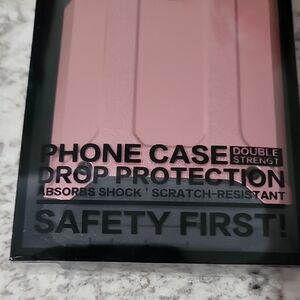 PHONE CASE DOUBLE STRENGT
DROP PROTECTION
ABSORBS SHOCK ' SCRATCH-RESISTANT
SAFETY FIRST!